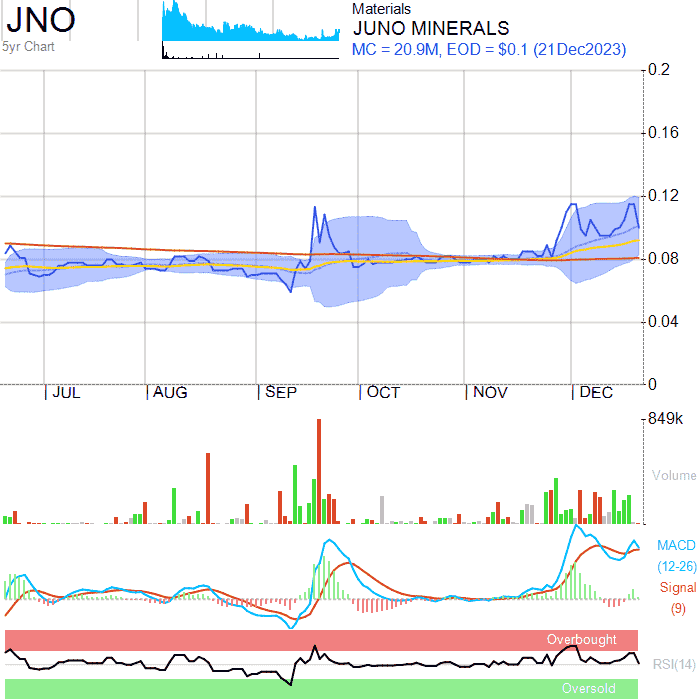 JNO
5yr Chart
Materials
JUNO MINERALS
MC = 20.9M, EOD = $0.1 (21Dec2023)
0.2
0.16
0.12
0.08
0.04
0
JUL AUG SEP OCT NOV DEC
849k
Volume
MACD
(12-26)
Signal
(9)
Overbought
RSI(14)
Oversold